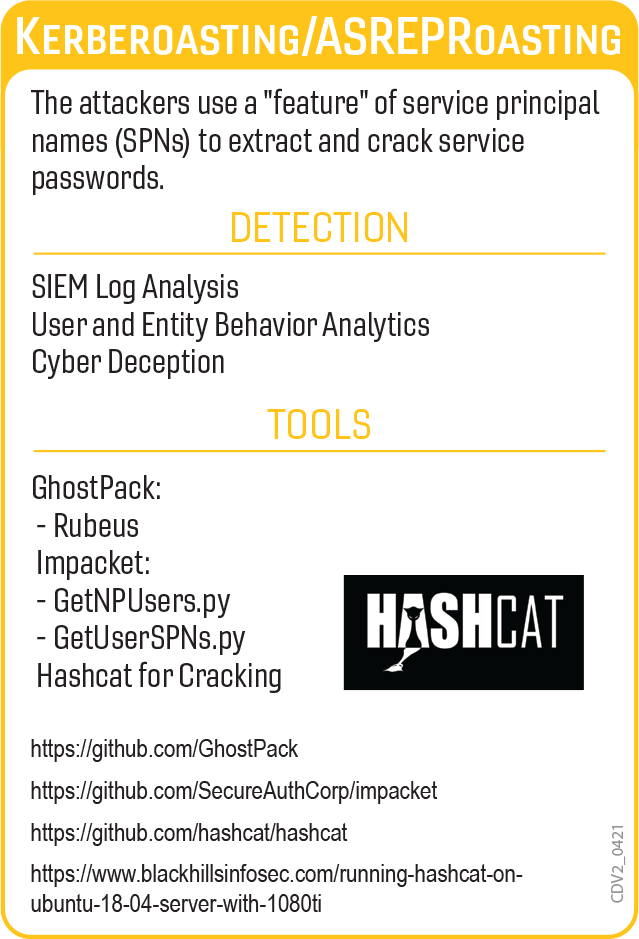 KERBEROASTING/ASREPROASTING
The attackers use a "feature" of service principal
names (SPNs) to extract and crack service
passwords.
DETECTION
SIEM Log Analysis
User and Entity Behavior Analytics
Cyber Deception
TOOLS
GhostPack:
- Rubeus
Impacket:
- GetNPUsers.py
- GetUserSPNs.py
Hashcat for Cracking
HASHCAT
https://github.com/GhostPack
https://github.com/SecureAuthCorp/impacket
https://github.com/hashcat/hashcat
https://www.blackhillsinfosec.com/running-hashcat-on-
ubuntu-18-04-server-with-1080ti
CDV2_0421